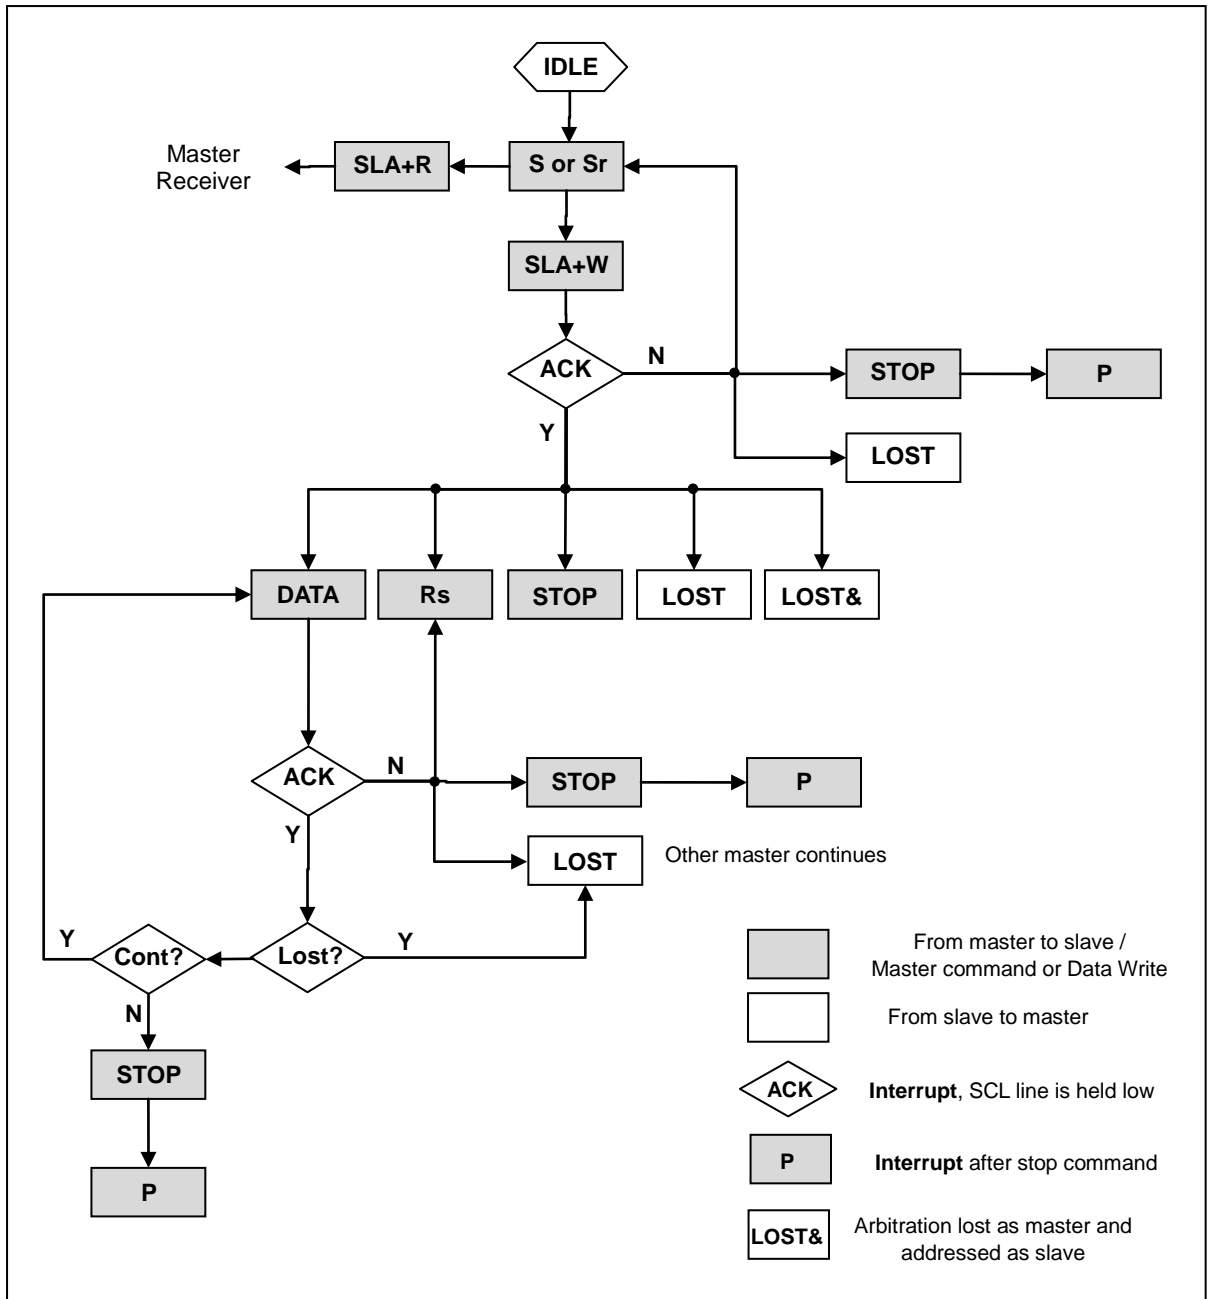 IDLE
Master
Receiver
SLA+R
S or Sr
SLA+W
ACK
N
STOP
P
Y
LOST
DATA
Rs
STOP
LOST
LOST&
ACK
N
STOP
P
Y
LOST
Other master continues
Y
Cont?
Lost?
Y
N
STOP
P
From master to slave /
Master command or Data Write
From slave to master
ACK
Interrupt, SCL line is held low
P
Interrupt after stop command
LOST&
Arbitration lost as master and
addressed as slave